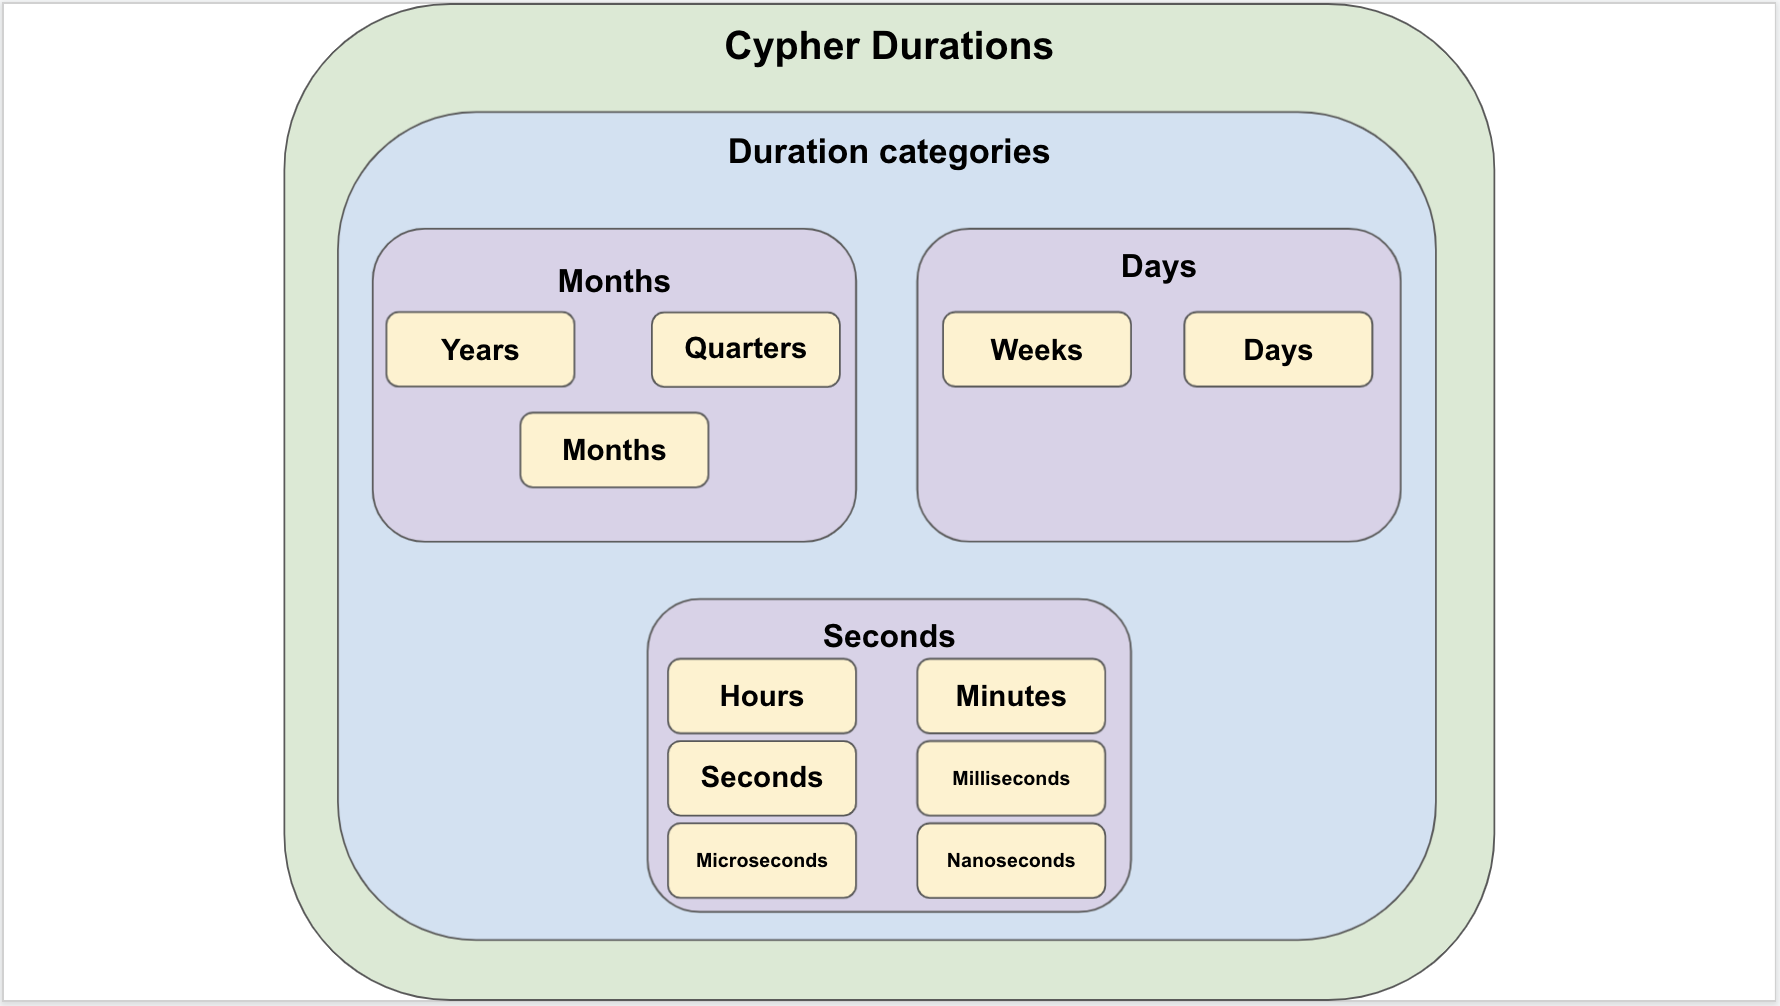 Cypher Durations
Duration categories
Months
Years
Quarters
Months
Days
Weeks
Days
Seconds
Hours
Minutes
Seconds
Milliseconds
Microseconds
Nanoseconds